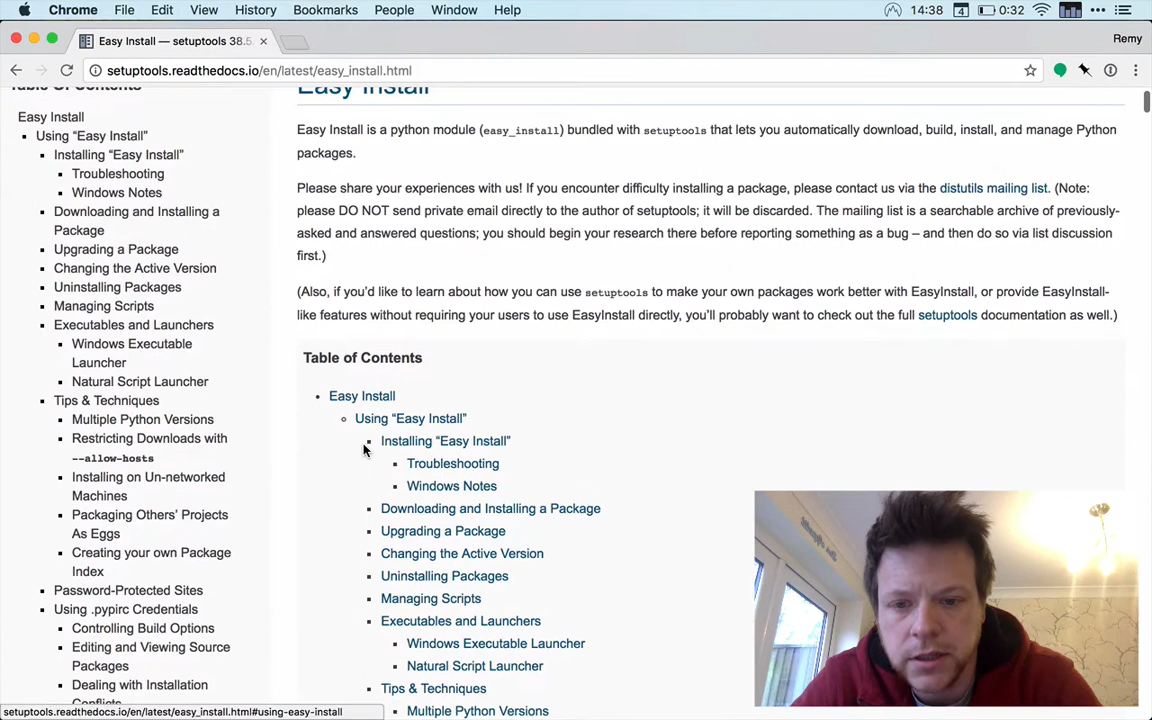 Chrome File Edit View History Bookmarks People Window Help 14:38 4 0:32
Easy Install — setuptools 38.5. Remy
setuptools.readthedocs.io/en/latest/easy_install.html
Table Of Contents
Easy Install
Using “Easy Install”
Installing “Easy Install”
Troubleshooting
Windows Notes
Downloading and Installing a
Package
Upgrading a Package
Changing the Active Version
Uninstalling Packages
Managing Scripts
Executables and Launchers
Windows Executable
Launcher
Natural Script Launcher
Tips & Techniques
Multiple Python Versions
Restricting Downloads with
--allow-hosts
Installing on Un-networked
Machines
Packaging Others’ Projects
As Eggs
Creating your own Package
Index
Password-Protected Sites
Using .pypirc Credentials
Controlling Build Options
Editing and Viewing Source
Packages
Dealing with Installation
Conflicts
Easy Install
Easy Install is a python module (easy_install) bundled with setuptools that lets you automatically download, build, install, and manage Python
packages.
Please share your experiences with us! If you encounter difficulty installing a package, please contact us via the distutils mailing list. (Note:
please DO NOT send private email directly to the author of setuptools; it will be discarded. The mailing list is a searchable archive of previously-
asked and answered questions; you should begin your research there before reporting something as a bug – and then do so via list discussion
first.)
(Also, if you’d like to learn about how you can use setuptools to make your own packages work better with EasyInstall, or provide EasyInstall-
like features without requiring your users to use EasyInstall directly, you’ll probably want to check out the full setuptools documentation as well.)
Table of Contents
Easy Install
Using “Easy Install”
Installing “Easy Install”
Troubleshooting
Windows Notes
Downloading and Installing a Package
Upgrading a Package
Changing the Active Version
Uninstalling Packages
Managing Scripts
Executables and Launchers
Windows Executable Launcher
Natural Script Launcher
Tips & Techniques
Multiple Python Versions
setuptools.readthedocs.io/en/latest/easy_install.html#using-easy-install